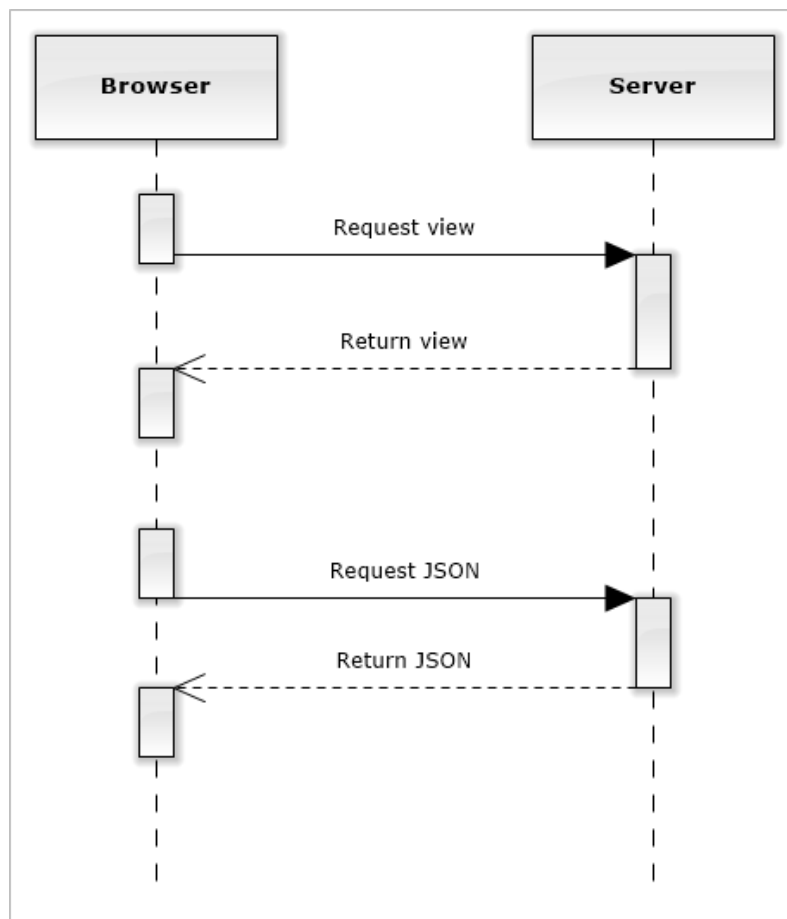 Browser
Server
Request view
Return view
Request JSON
Return JSON